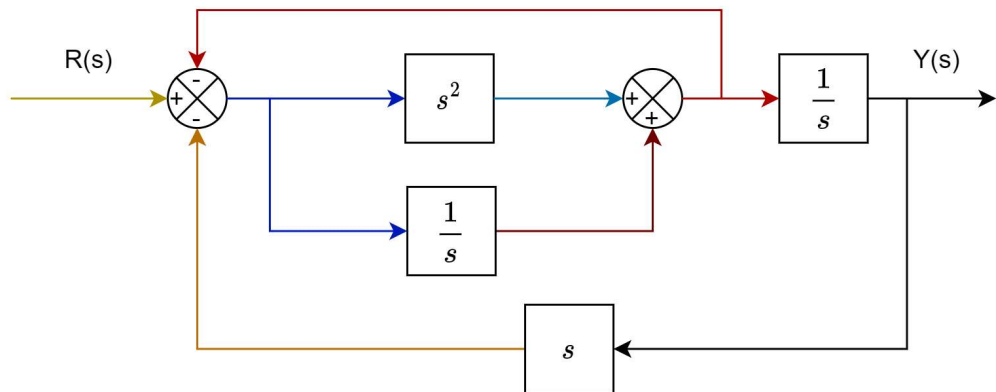 R(s)
Y(s)
-
+
-
s²
+
+
1/s
1/s
s